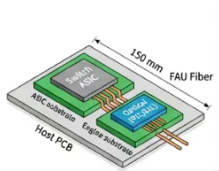 150 mm
FAU Fiber
Switch
ASIC
Optical
ASIC substrate
Engine substrate
Host PCB